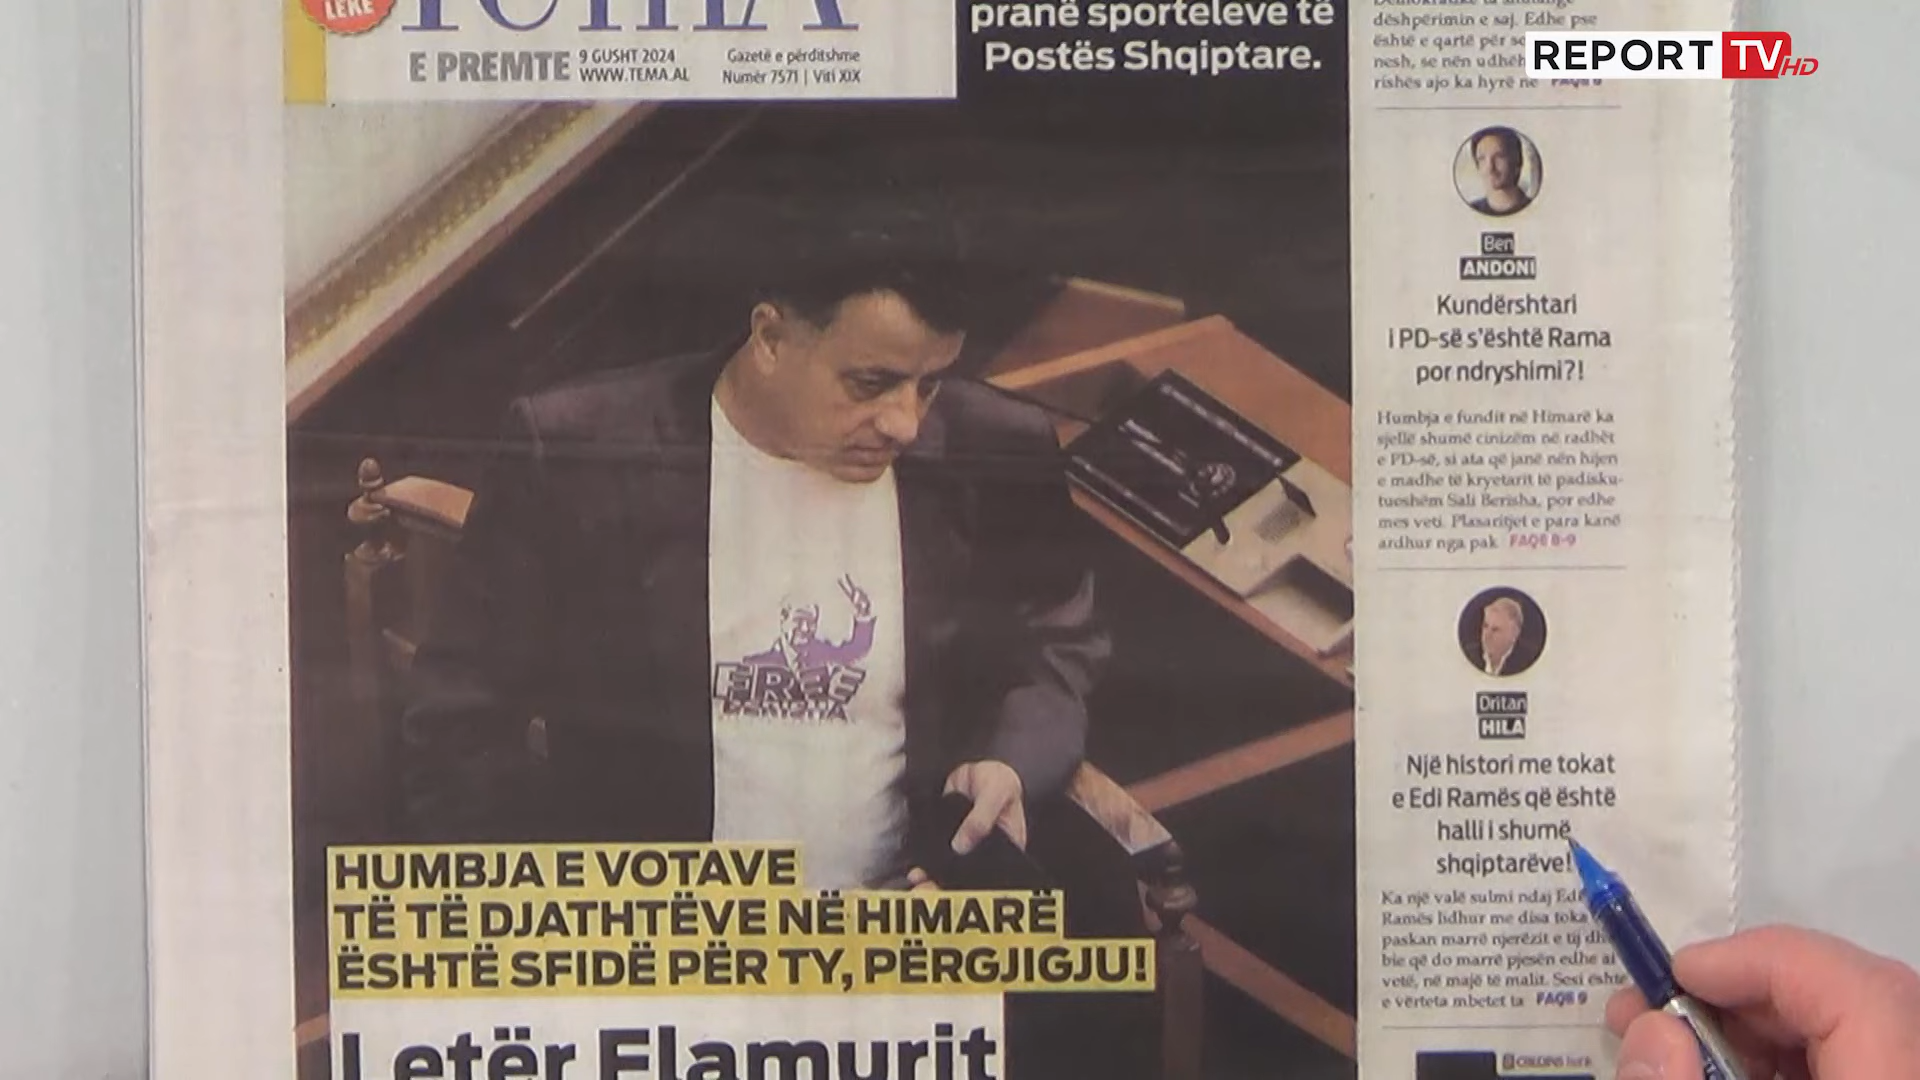 LEKË
TEMA
E PREMTE
9 GUSHT 2024
WWW.TEMA.AL
Gazetë e përditshme
Numër 7571 | Viti XIX
pranë sporteleve të
Postës Shqiptare.
dëshpërimin e saj. Edhe pse
është e qartë për
nesh, se nën
rishës ajo ka hyrë në
REPORT TV HD
Ben
ANDONI
Kundërshtari
i PD-së s'është Rama
por ndryshimi?!
Humbja e fundit në Himarë ka
sjellë shumë cinizëm në radhët
e PD-së, si ata që janë nën hijen
e madhe të kryetarit të padisku-
tueshëm Sali Berisha, por edhe
mes veti. Plasaritjet e para kanë
ardhur nga pak FAQE 8-9
Dritan
HILA
Një histori me tokat
e Edi Ramës që është
halli i shumë
shqiptarëve!
Ka një valë sulmi ndaj Edi
Ramës lidhur me disa toka
paskan marrë njerëzit e tij
bie që do marrë pjesën edhe ai
vetë, në majë të malit. Sesi është
e vërteta mbetet ta FAQE 9
FREE
BERISHA
HUMBJA E VOTAVE
TË TË DJATHTËVE NË HIMARË
ËSHTË SFIDË PËR TY, PËRGJIGJU!
Letër Flamurit